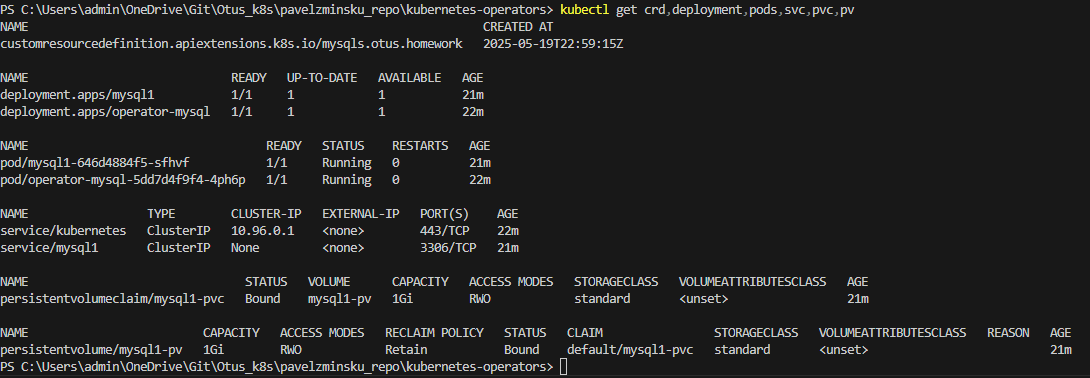 PS C:\Users\admin\OneDrive\Git\Otus_k8s\pavelzminsku_repo\kubernetes-operators> kubectl get crd,deployment,pods,svc,pvc,pv
NAME CREATED AT
customresourcedefinition.apiextensions.k8s.io/mysqls.otus.homework 2025-05-19T22:59:15Z
NAME READY UP-TO-DATE AVAILABLE AGE
deployment.apps/mysql1 1/1 1 1 21m
deployment.apps/operator-mysql 1/1 1 1 22m
NAME READY STATUS RESTARTS AGE
pod/mysql1-646d4884f5-sfhvf 1/1 Running 0 21m
pod/operator-mysql-5dd7d4f9f4-4ph6p 1/1 Running 0 22m
NAME TYPE CLUSTER-IP EXTERNAL-IP PORT(S) AGE
service/kubernetes ClusterIP 10.96.0.1 <none> 443/TCP 22m
service/mysql1 ClusterIP None <none> 3306/TCP 21m
NAME STATUS VOLUME CAPACITY ACCESS MODES STORAGECLASS VOLUMEATTRIBUTESCLASS AGE
persistentvolumeclaim/mysql1-pvc Bound mysql1-pv 1Gi RWO standard <unset> 21m
NAME CAPACITY ACCESS MODES RECLAIM POLICY STATUS CLAIM STORAGECLASS VOLUMEATTRIBUTESCLASS REASON AGE
persistentvolume/mysql1-pv 1Gi RWO Retain Bound default/mysql1-pvc standard <unset> 21m
PS C:\Users\admin\OneDrive\Git\Otus_k8s\pavelzminsku_repo\kubernetes-operators>